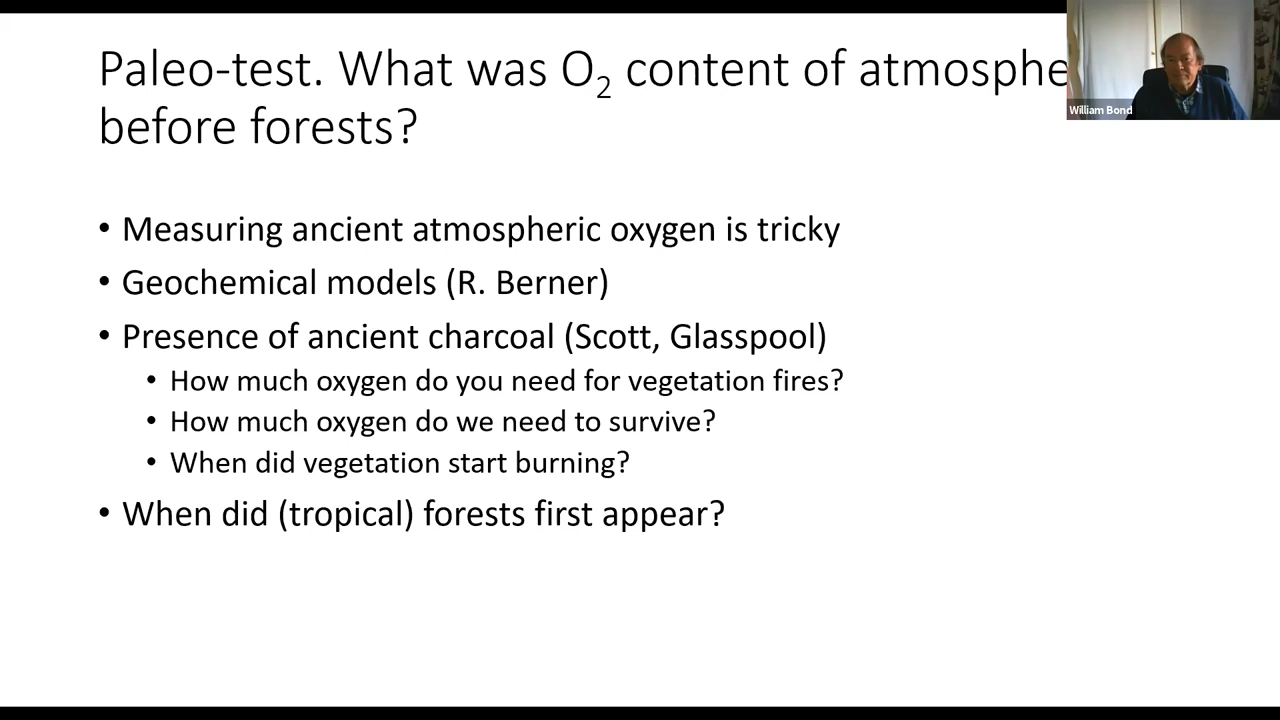 Paleo-test. What was O₂ content of atmosphe
before forests?
William Bond
• Measuring ancient atmospheric oxygen is tricky
• Geochemical models (R. Berner)
• Presence of ancient charcoal (Scott, Glasspool)
• How much oxygen do you need for vegetation fires?
• How much oxygen do we need to survive?
• When did vegetation start burning?
• When did (tropical) forests first appear?